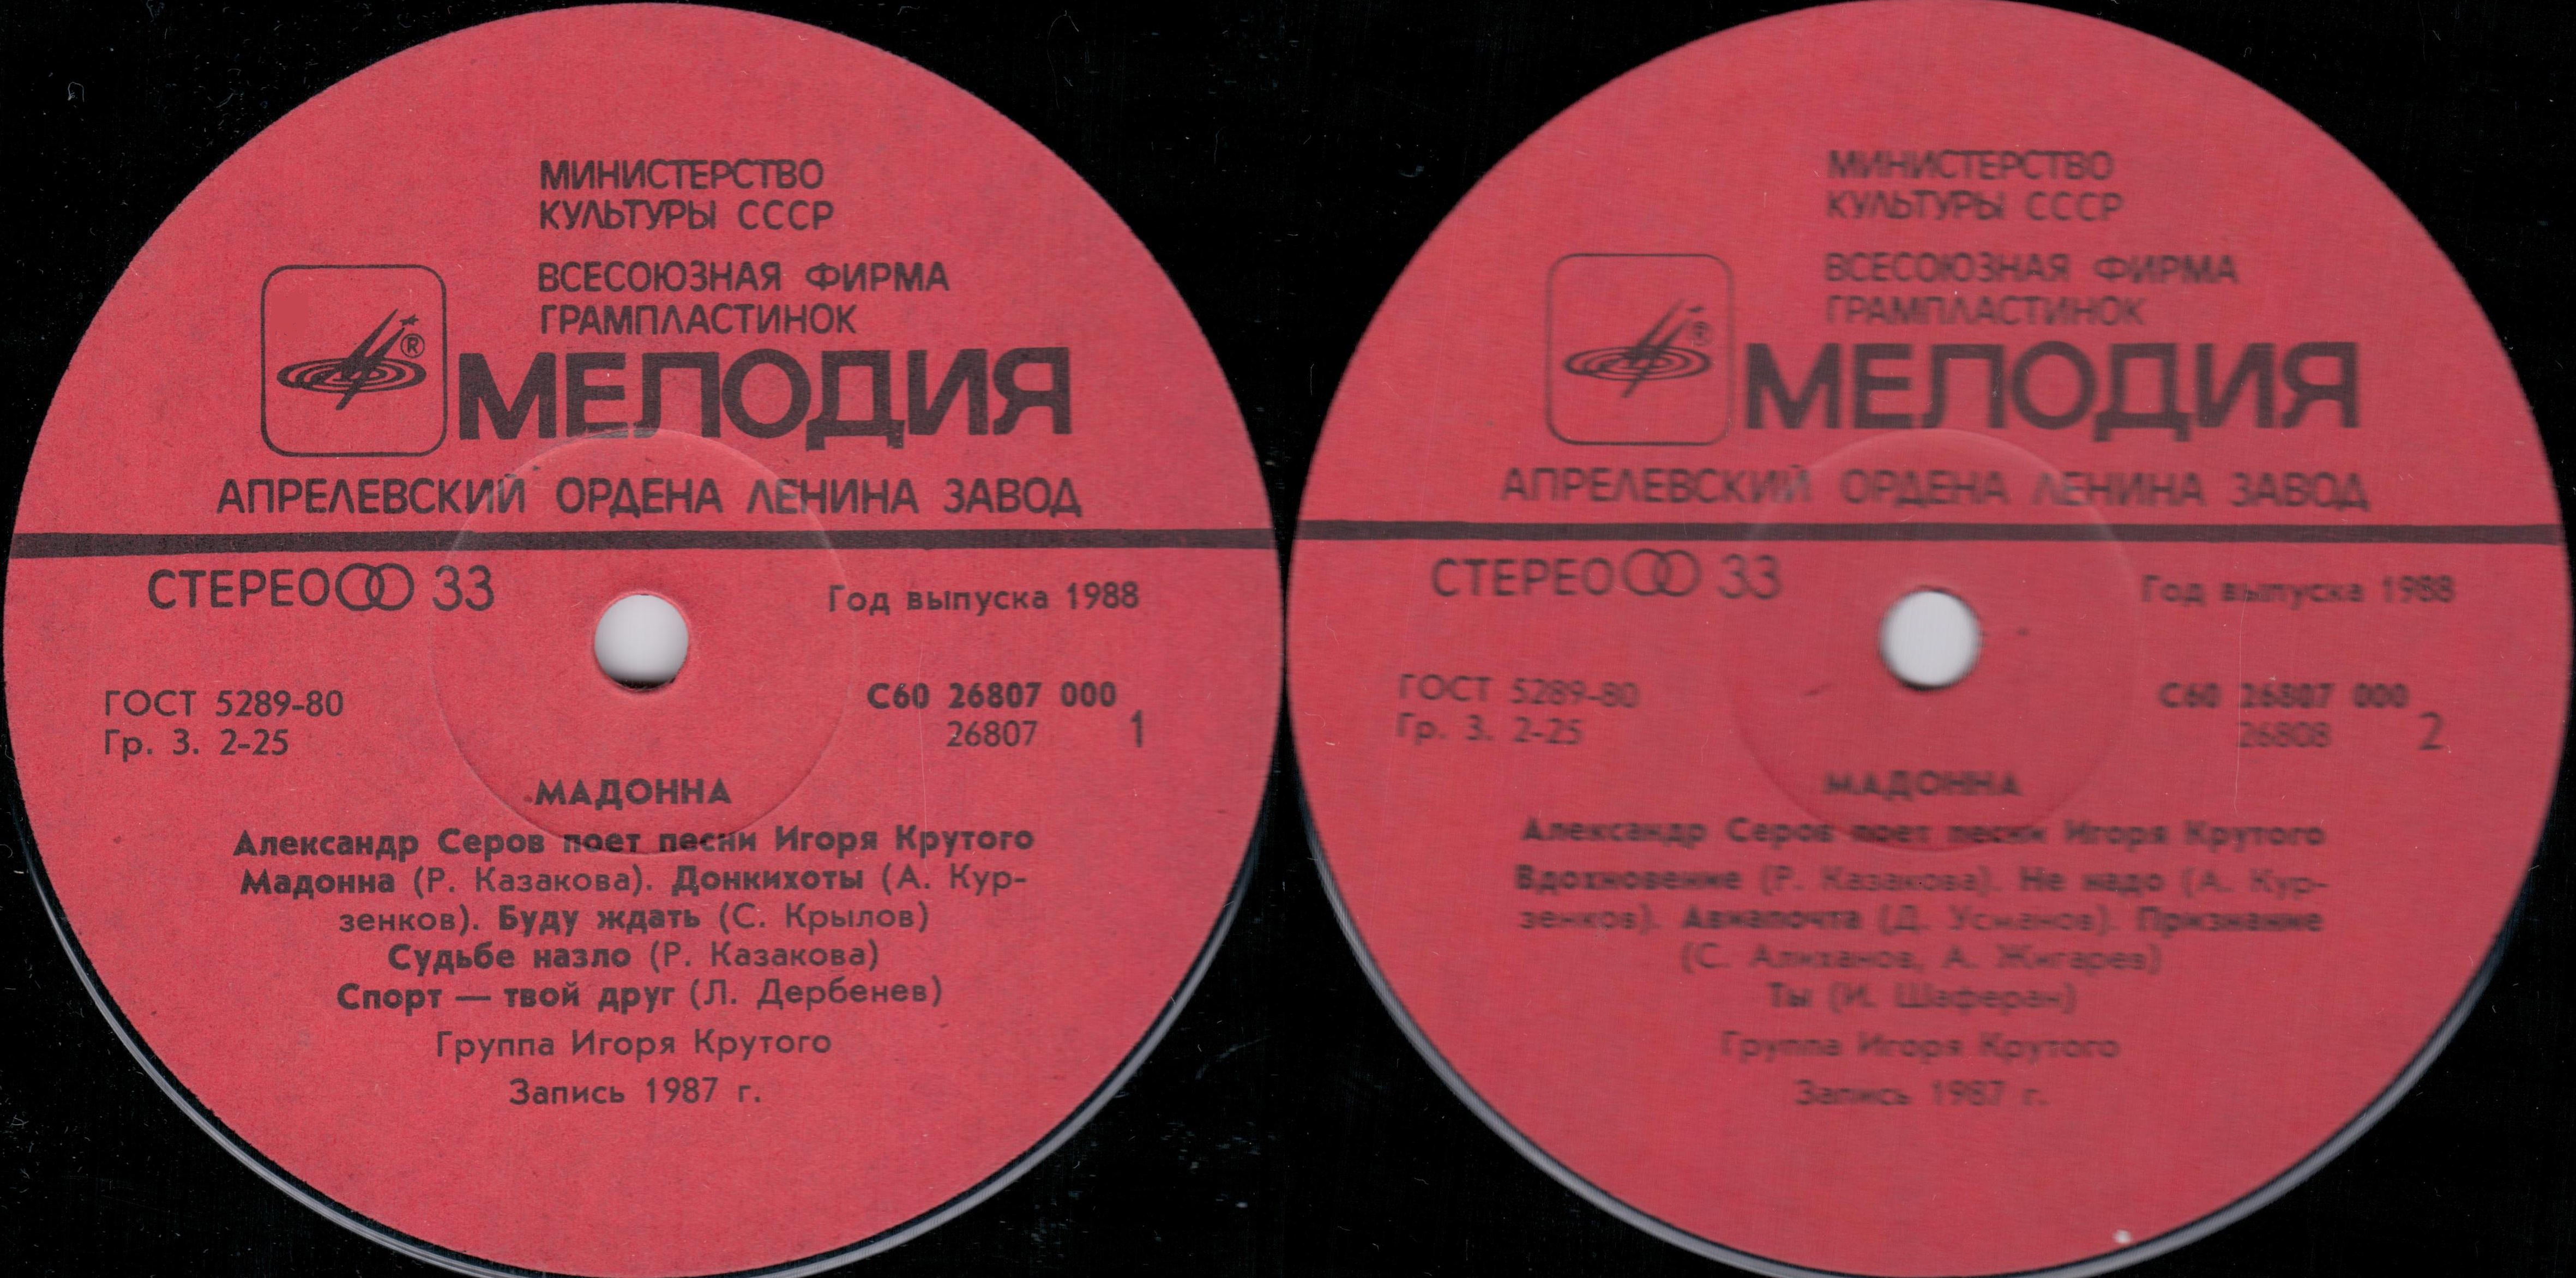 МИНИСТЕРСТВО
КУЛЬТУРЫ СССР
ВСЕСОЮЗНАЯ ФИРМА
ГРАМПЛАСТИНОК
®
МЕЛОДИЯ
АПРЕЛЕВСКИЙ ОРДЕНА ЛЕНИНА ЗАВОД
СТЕРЕО 33
Год выпуска 1988
ГОСТ 5289-80
Гр. 3. 2-25
С60 26807 000
26807 1
МАДОННА
Александр Серов поет песни Игоря Крутого
Мадонна (Р. Казакова). Донкихоты (А. Кур-
зенков). Буду ждать (С. Крылов)
Судьбе назло (Р. Казакова)
Спорт — твой друг (Л. Дербенев)
Группа Игоря Крутого
Запись 1987 г.
МИНИСТЕРСТВО
КУЛЬТУРЫ СССР
ВСЕСОЮЗНАЯ ФИРМА
ГРАМПЛАСТИНОК
®
МЕЛОДИЯ
АПРЕЛЕВСКИЙ ОРДЕНА ЛЕНИНА ЗАВОД
СТЕРЕО 33
Год выпуска 1988
ГОСТ 5289-80
Гр. 3. 2-25
С60 26807 000
26808 2
МАДОННА
Александр Серов поет песни Игоря Крутого
Вдохновение (Р. Казакова). Не надо (А. Кур-
зенков). Авиапочта (Д. Усманов). Признание
(С. Алиханов, А. Жигарев)
Ты (И. Шаферан)
Группа Игоря Крутого
Запись 1987 г.